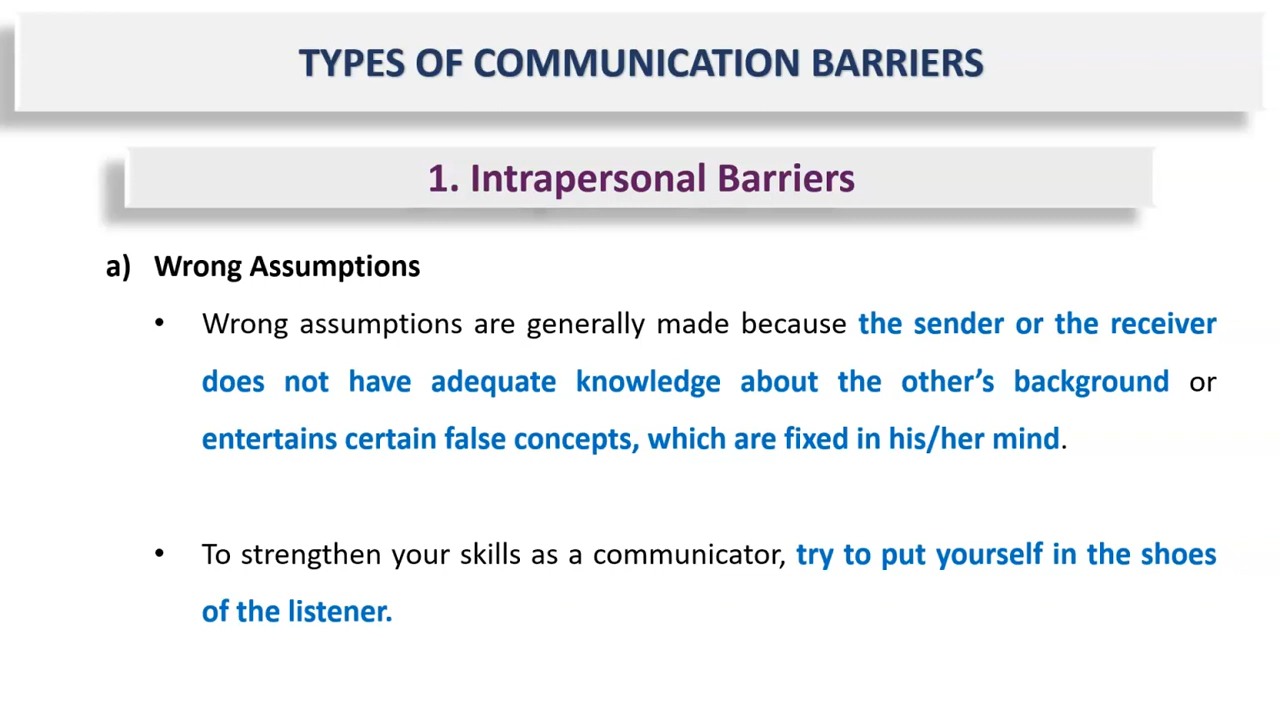 TYPES OF COMMUNICATION BARRIERS
1. Intrapersonal Barriers
a) Wrong Assumptions
• Wrong assumptions are generally made because the sender or the receiver
does not have adequate knowledge about the other’s background or
entertains certain false concepts, which are fixed in his/her mind.
• To strengthen your skills as a communicator, try to put yourself in the shoes
of the listener.